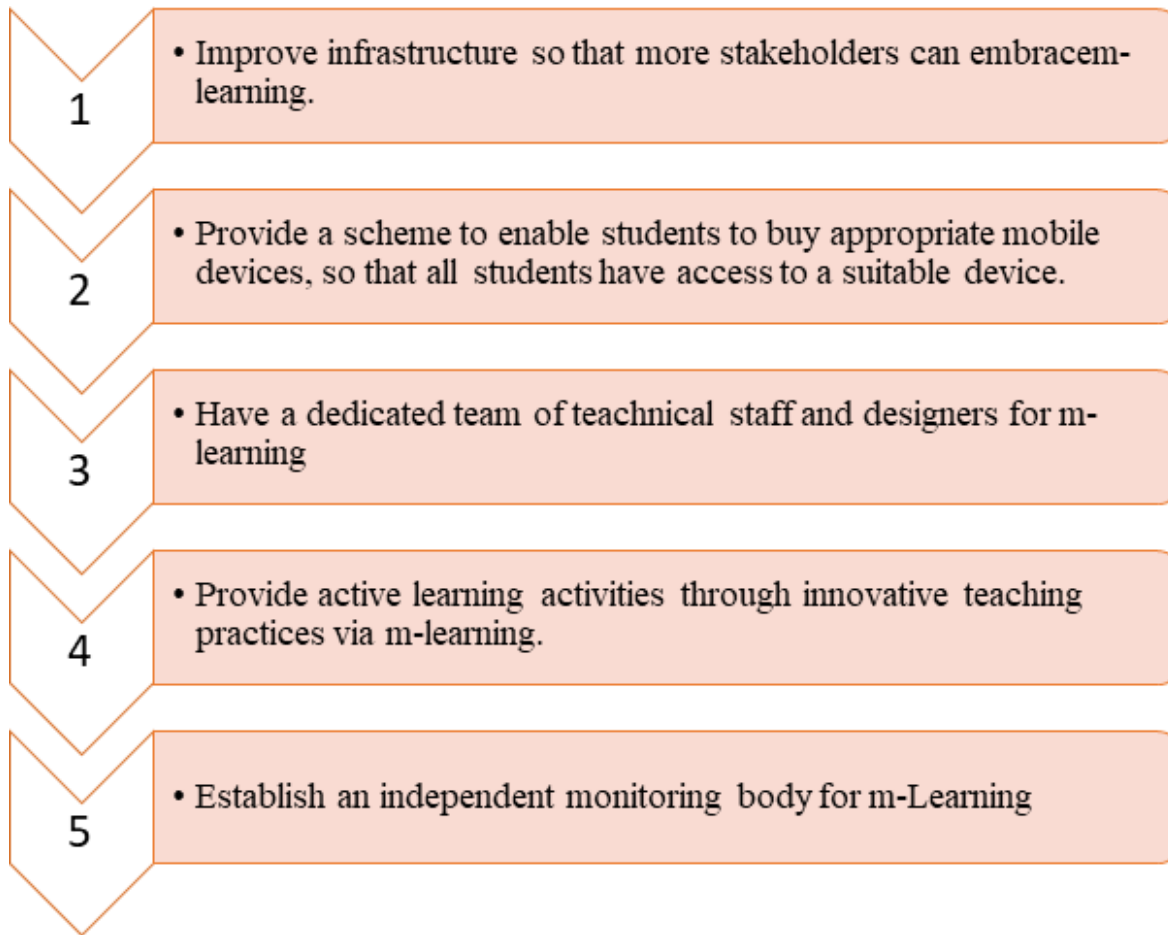 1
• Improve infrastructure so that more stakeholders can embracem-
learning.
2
• Provide a scheme to enable students to buy appropriate mobile
devices, so that all students have access to a suitable device.
3
• Have a dedicated team of teachnical staff and designers for m-
learning
4
• Provide active learning activities through innovative teaching
practices via m-learning.
5
• Establish an independent monitoring body for m-Learning